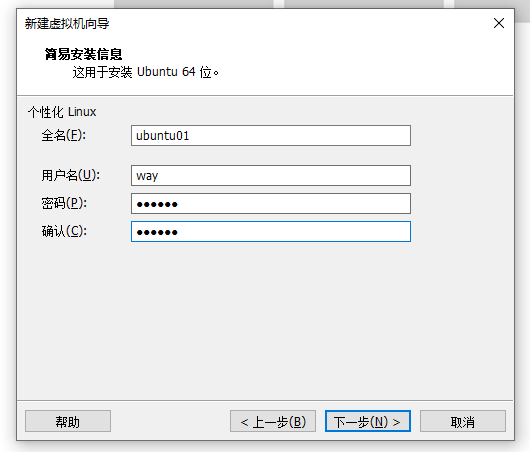 新建虚拟机向导
简易安装信息
这用于安装 Ubuntu 64 位。
个性化 Linux
全名(F): ubuntu01
用户名(U): way
密码(P): ●●●●●●
确认(C): ●●●●●●
帮助 < 上一步(B) 下一步(N) > 取消